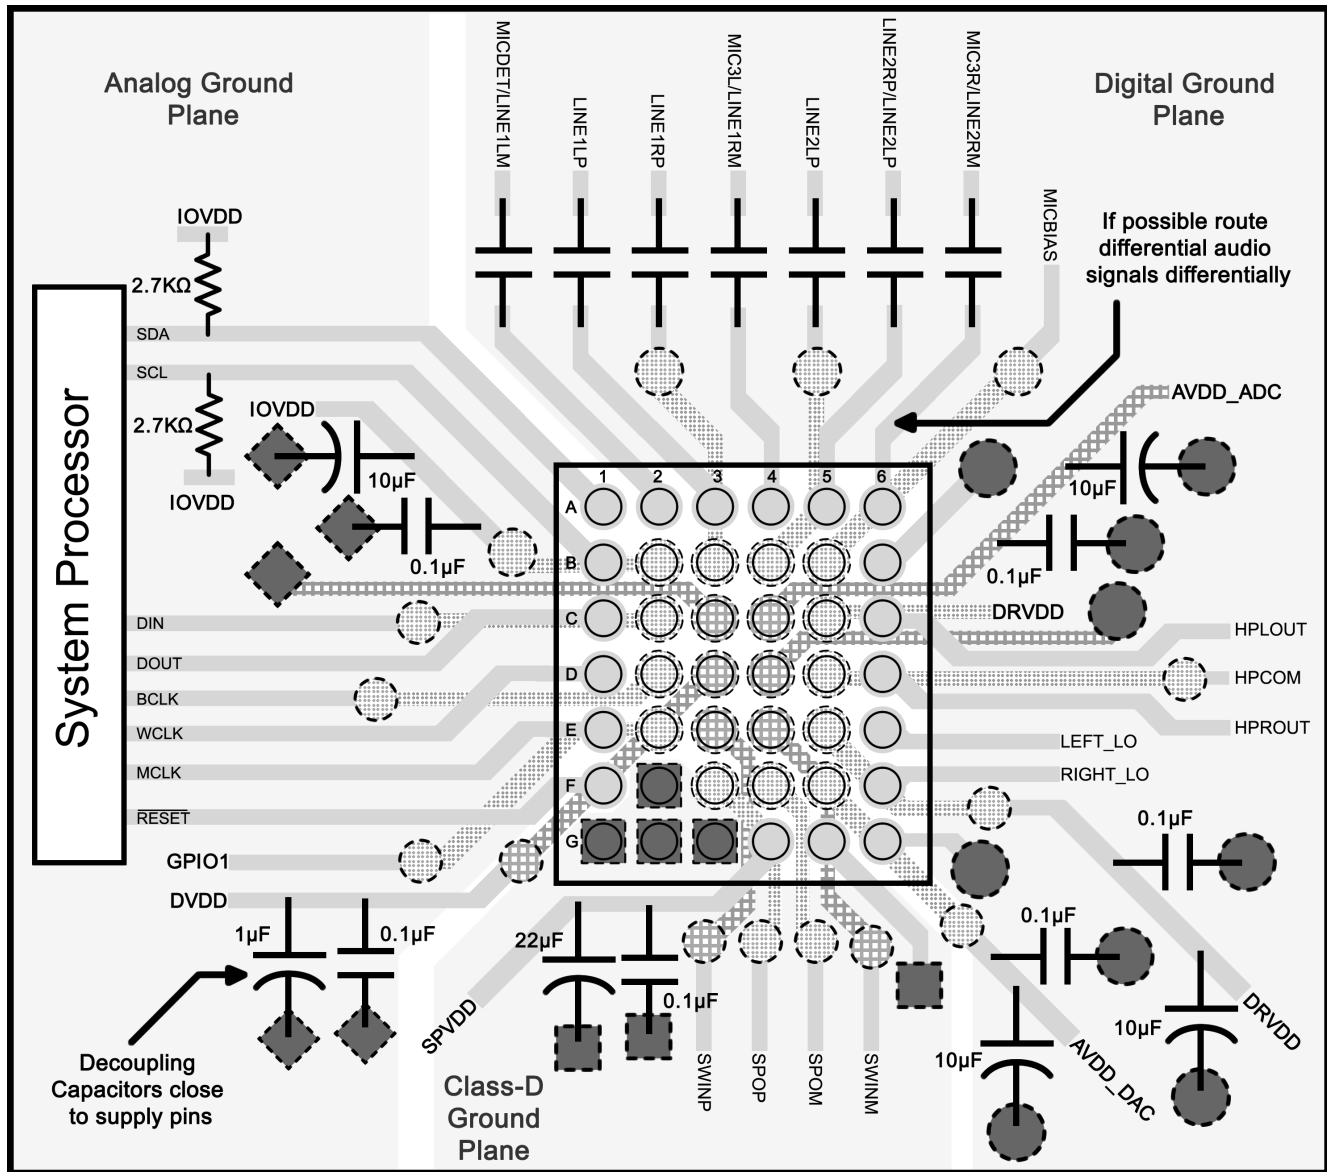 Analog Ground
Plane
Digital Ground
Plane
MICDET/LINE1LM
LINE1LP
LINE1RP
MIC3L/LINE1RM
LINE2LP
LINE2RP/LINE2LP
MIC3R/LINE2RM
MICBIAS
If possible route
differential audio
signals differentially
IOVDD
2.7KΩ
SDA
SCL
IOVDD
2.7KΩ
IOVDD
10µF
0.1µF
System Processor
AVDD_ADC
10µF
0.1µF
1 2 3 4 5 6
A
B
C
D
E
F
G
DRVDD
DIN
DOUT
BCLK
WCLK
MCLK
RESET
GPIO1
DVDD
HPLOUT
HPCOM
HPROUT
LEFT_LO
RIGHT_LO
0.1µF
1µF
0.1µF
22µF
0.1µF
0.1µF
10µF
10µF
DRVDD
AVDD_DAC
SPVDD
SWINP
SPOP
SPOM
SWINM
Decoupling
Capacitors close
to supply pins
Class-D
Ground
Plane